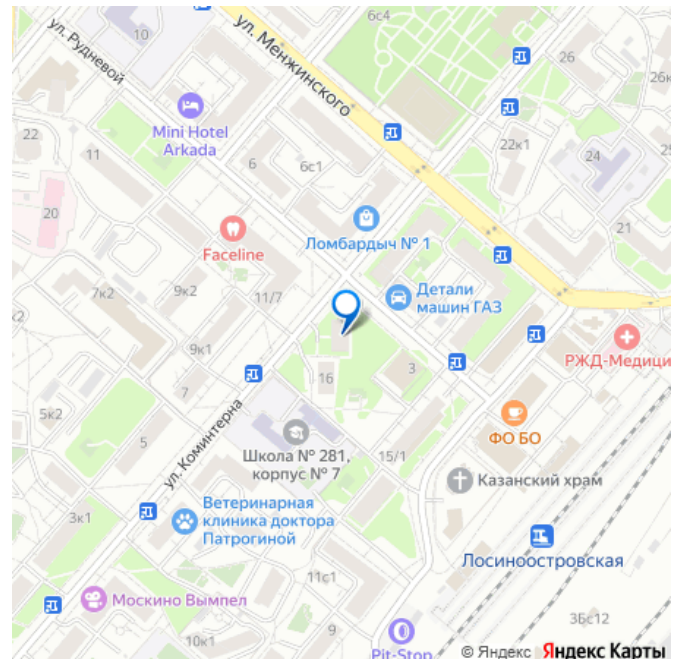 6с4
ул. Рудневой
10
ул. Менжинского
26
26к
Mini Hotel
Arkada
22
11
6
6с1
22к1
24
25
20
Faceline
Ломбардыч № 1
21
7к2
9к2
11/7
Детали
машин ГАЗ
9к1
РЖД-Медици
16
3
7
5к2
5
ул. Коминтерна
ФО БО
Школа № 281,
корпус № 7
15/1
Казанский храм
3к1
Ветеринарная
клиника доктора
Патрогиной
Лосиноостровская
11с1
Москино Вымпел
3Бс12
10к1
9
Pit-Stop
© Яндекс Яндекс Карты